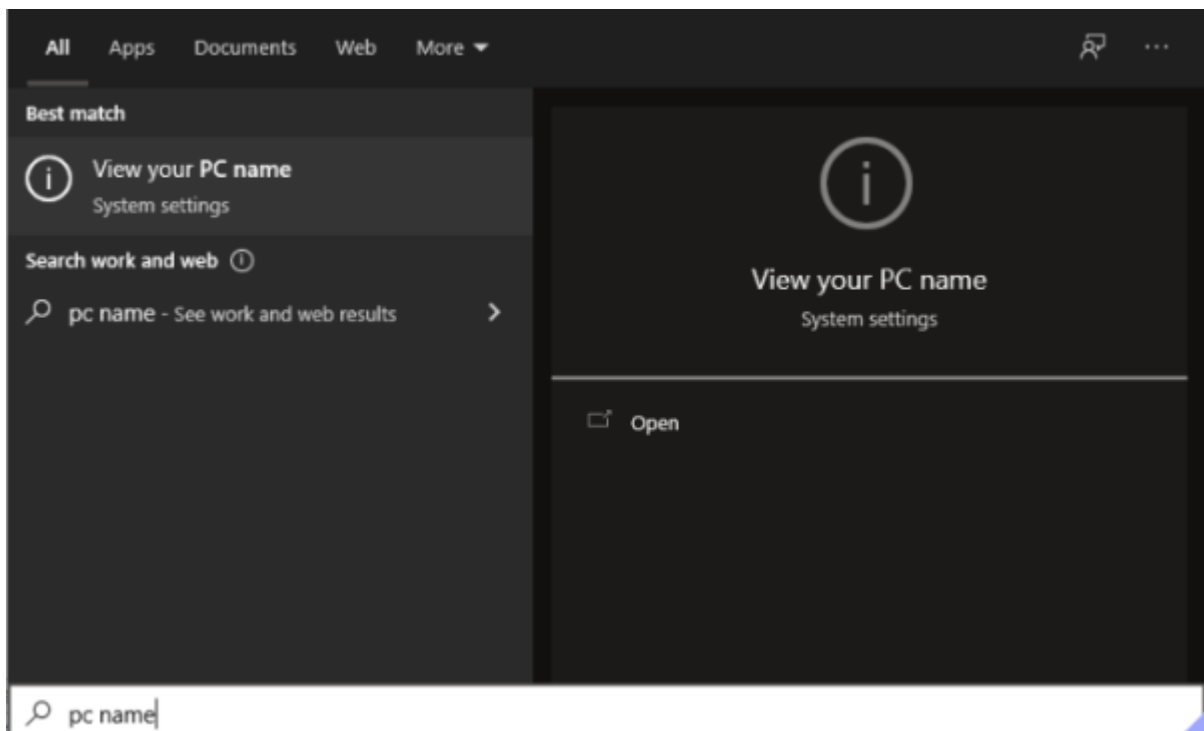 All Apps Documents Web More
Best match
View your PC name
System settings
Search work and web
pc name - See work and web results
View your PC name
System settings
Open
pc name